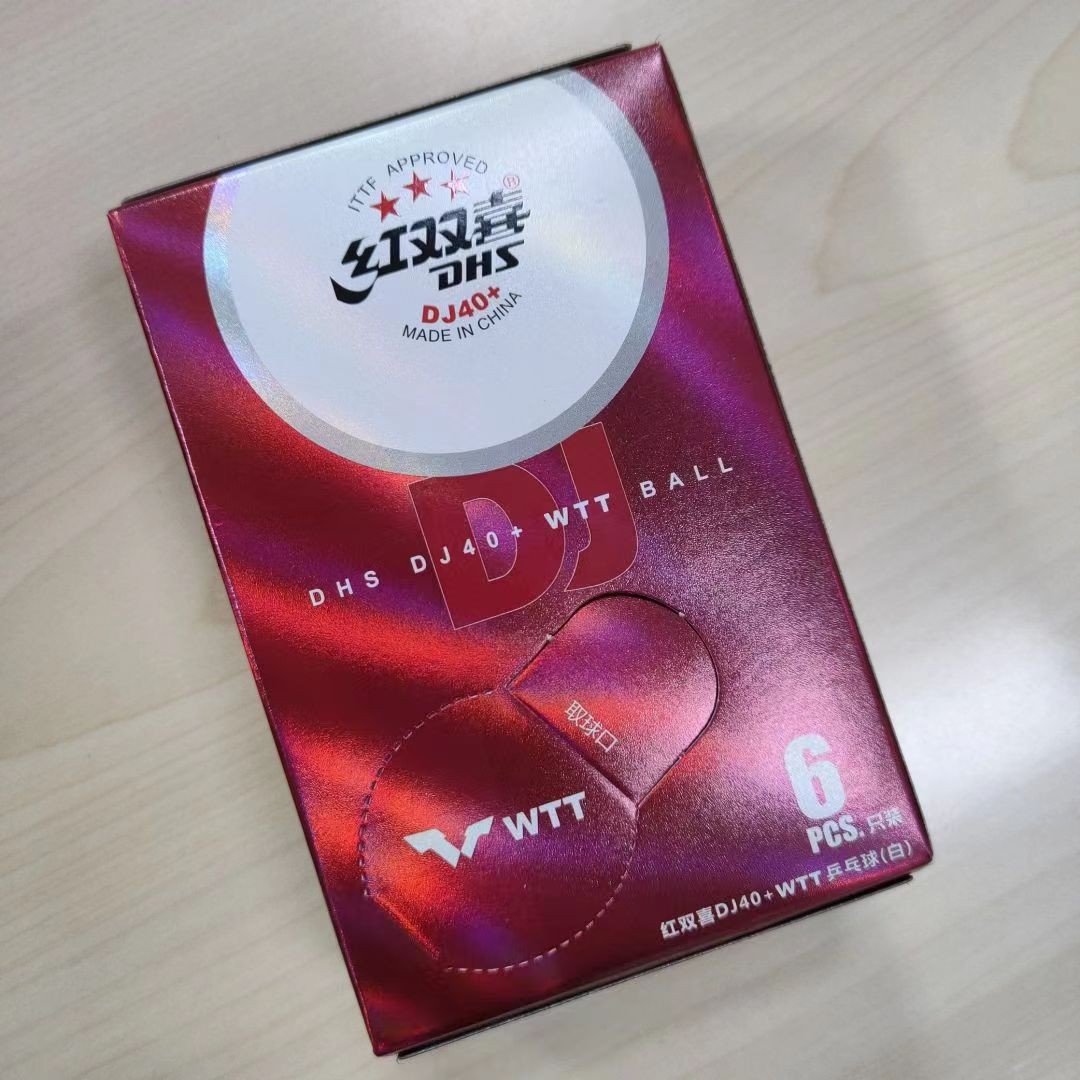 ITTF APPROVED
红双喜®
DHS
DJ40+
MADE IN CHINA
DJ
DHS DJ40+ WTT BALL
取球口
WTT
6
PCS. 只装
红双喜DJ40+WTT乒乓球(白)